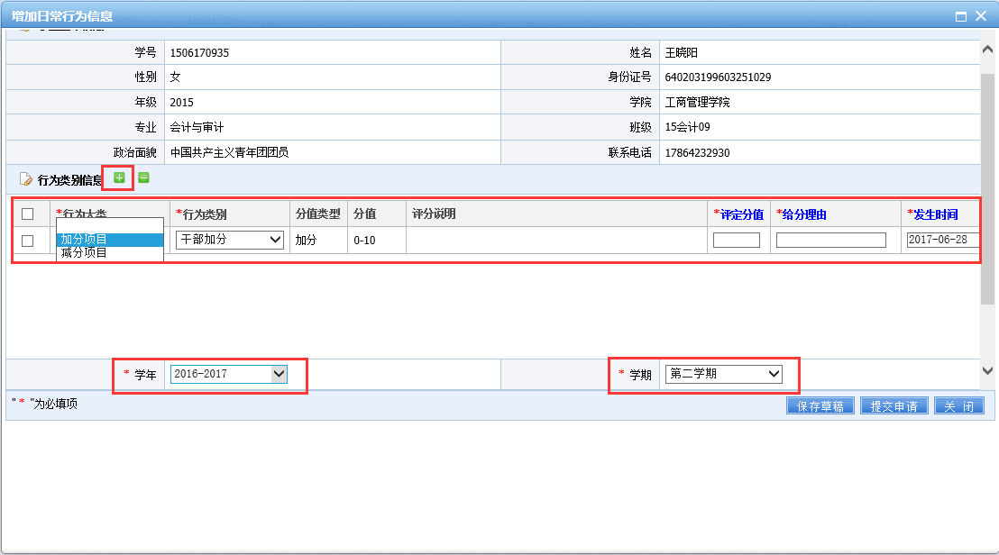 增加日常行为信息
学号 1506170935 姓名 王晓阳
性别 女 身份证号 640203199603251029
年级 2015 学院 工商管理学院
专业 会计与审计 班级 15会计09
政治面貌 中国共产主义青年团团员 联系电话 17864232930
行为类别信息
*行为大类 *行为类别 分值类型 分值 评分说明 *评定分值 *给分理由 *发生时间
加分项目 干部加分 加分 0-10 2017-06-28
减分项目
* 学年 2016-2017 * 学期 第二学期
" * "为必填项 保存草稿 提交申请 关 闭